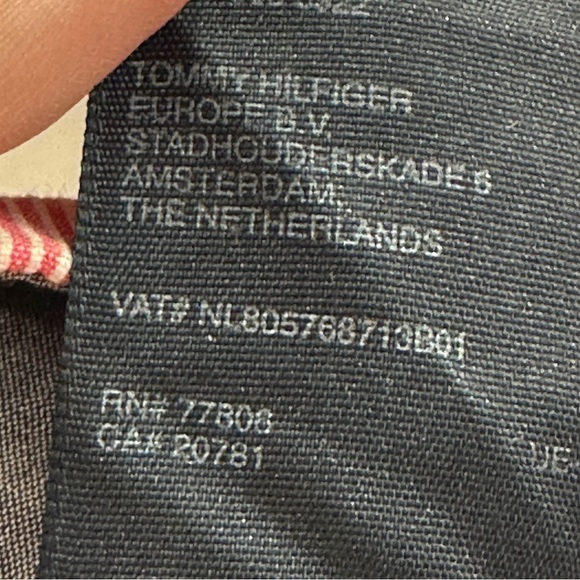 TOMMY HILFIGER
EUROPE B.V.
STADHOUDERSKADE 6
AMSTERDAM,
THE NETHERLANDS
VAT# NL805768713B01
RN# 77806
CA# 20781